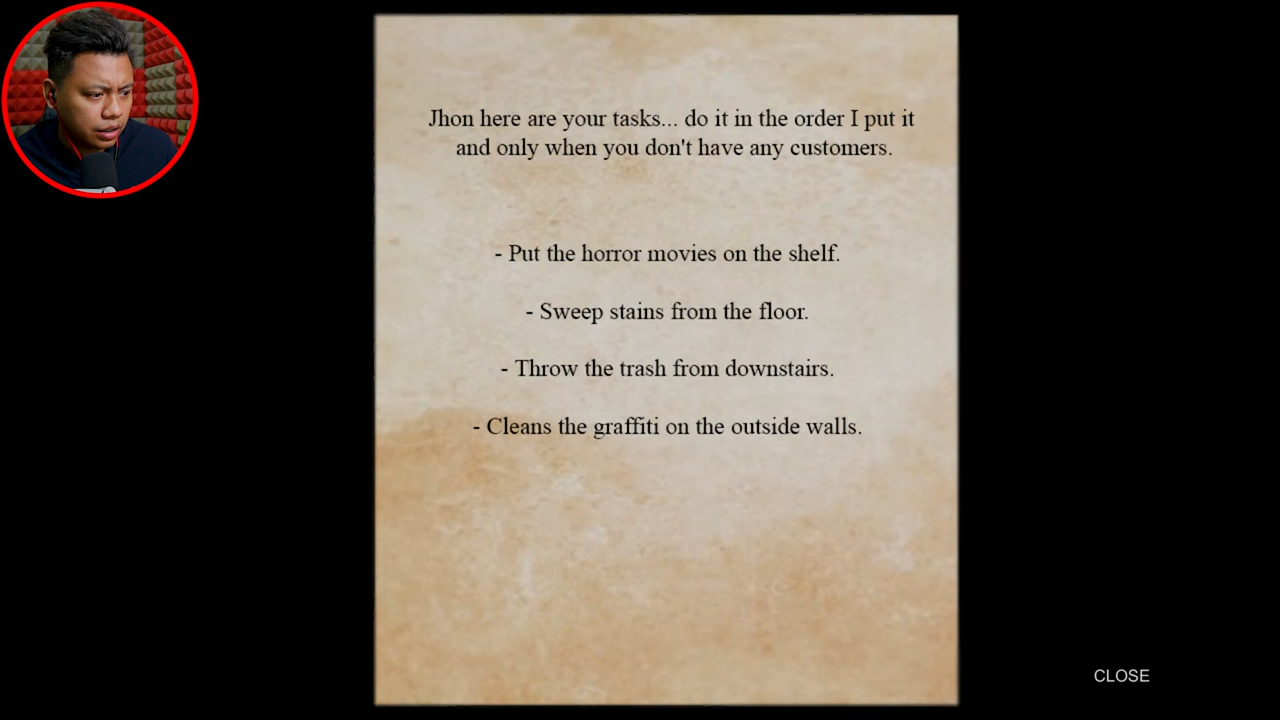 Jhon here are your tasks... do it in the order I put it
and only when you don't have any customers.
- Put the horror movies on the shelf.
- Sweep stains from the floor.
- Throw the trash from downstairs.
- Cleans the graffiti on the outside walls.
CLOSE